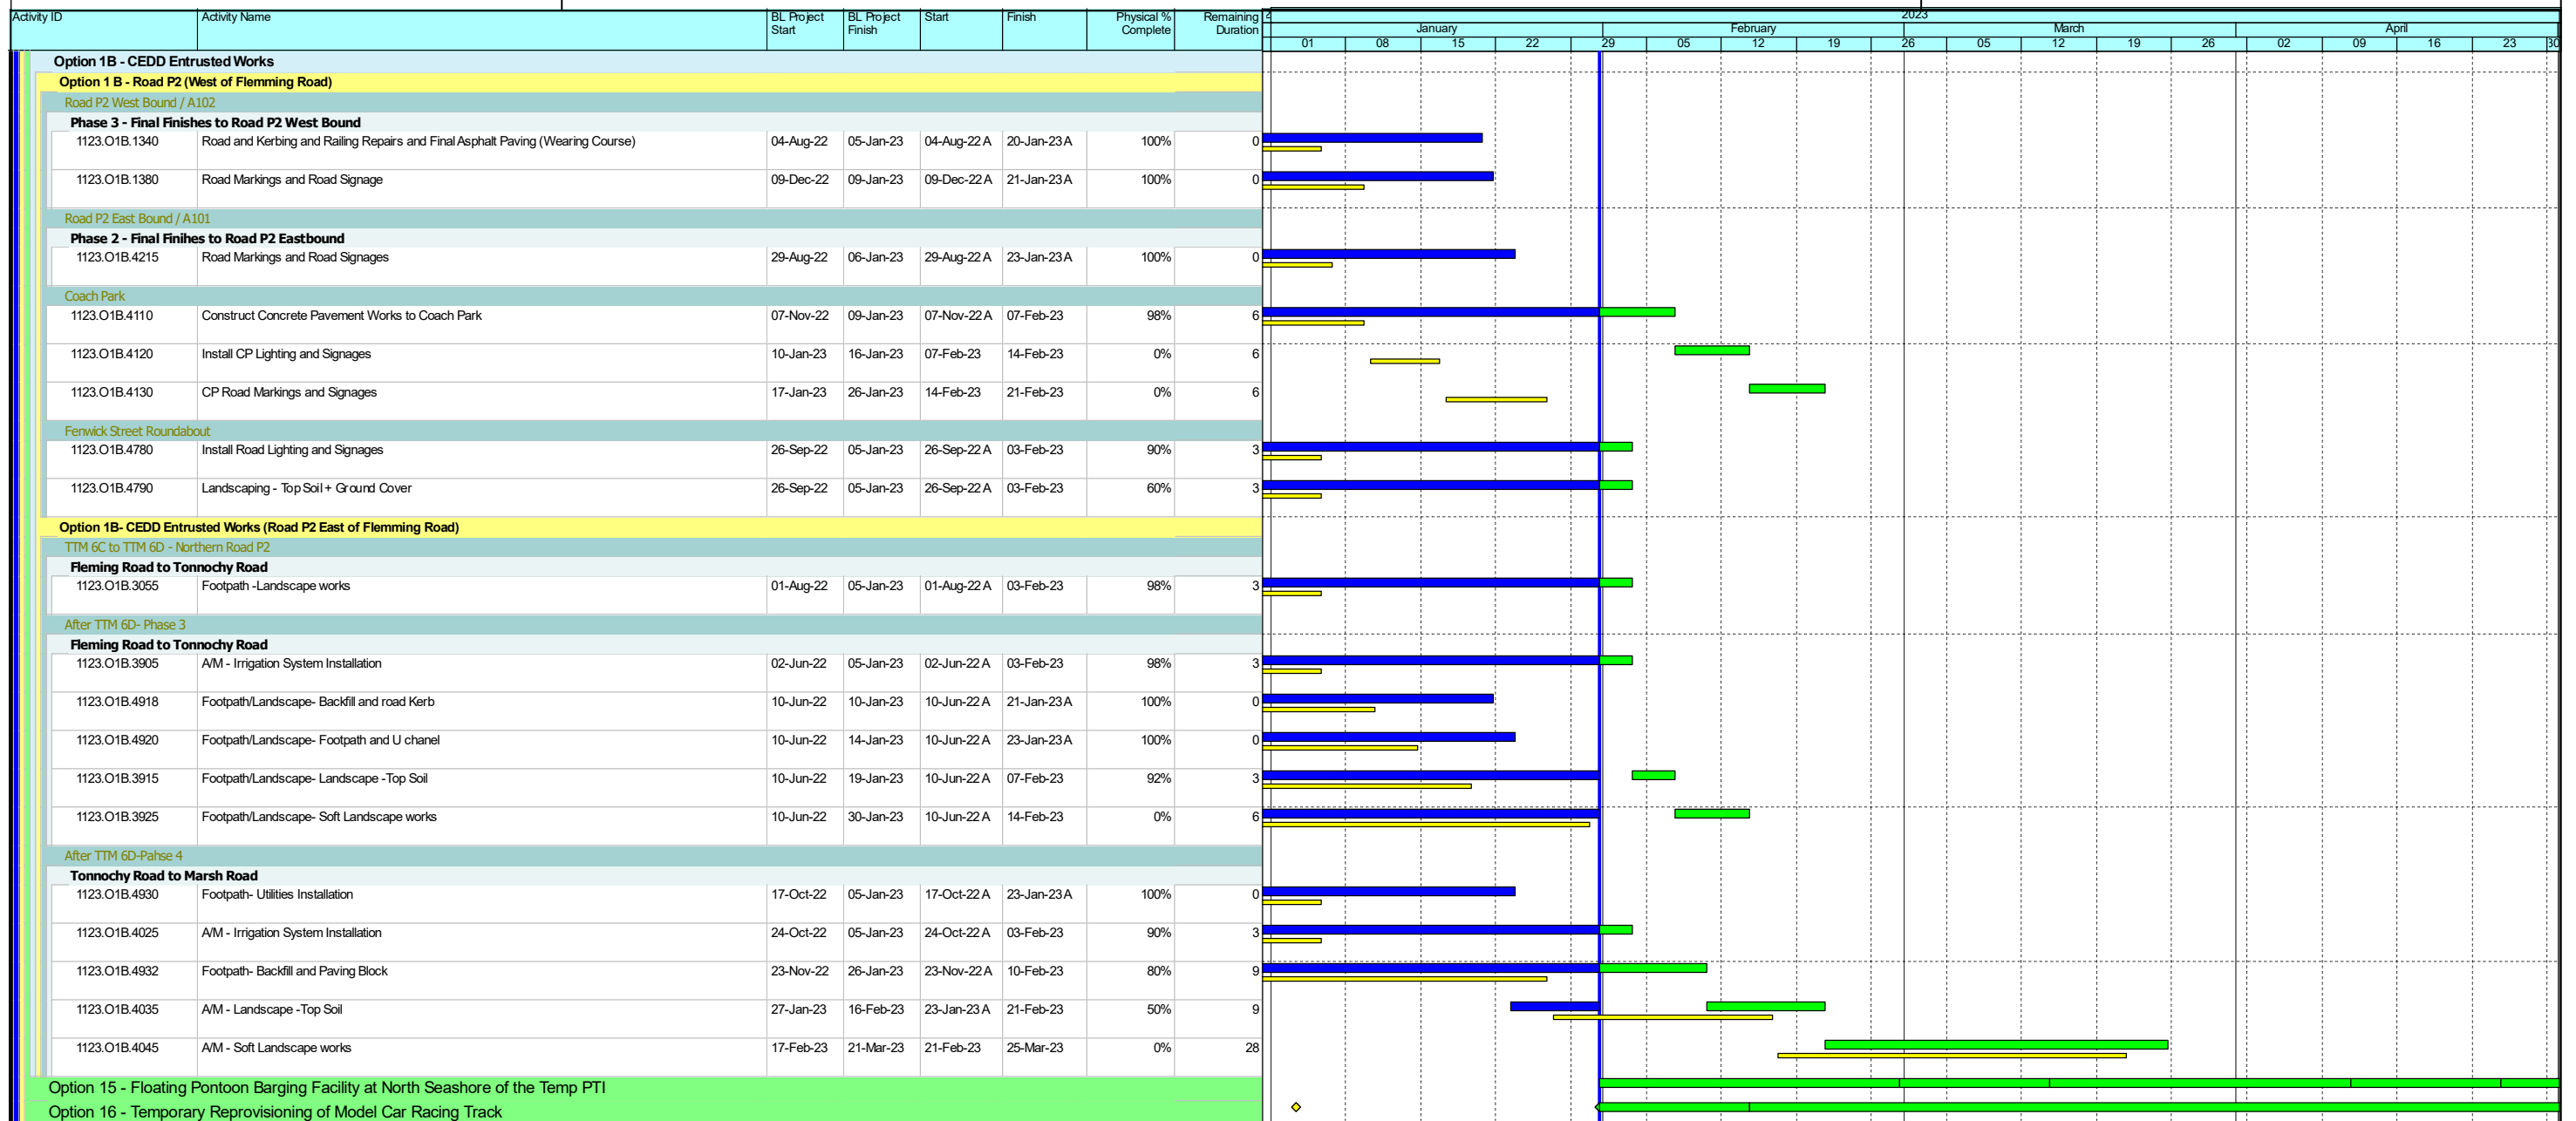 Activity ID Activity Name BL Project Start BL Project Finish Start Finish Physical % Complete Remaining Duration 2023
January February March April
01 08 15 22 29 05 12 19 26 05 12 19 26 02 09 16 23 30
Option 1B - CEDD Entrusted Works
Option 1 B - Road P2 (West of Flemming Road)
Road P2 West Bound / A102
Phase 3 - Final Finishes to Road P2 West Bound
1123.O1B.1340 Road and Kerbing and Railing Repairs and Final Asphalt Paving (Wearing Course) 04-Aug-22 05-Jan-23 04-Aug-22 A 20-Jan-23 A 100% 0
1123.O1B.1380 Road Markings and Road Signage 09-Dec-22 09-Jan-23 09-Dec-22 A 21-Jan-23 A 100% 0
Road P2 East Bound / A101
Phase 2 - Final Finihes to Road P2 Eastbound
1123.O1B.4215 Road Markings and Road Signages 29-Aug-22 06-Jan-23 29-Aug-22 A 23-Jan-23 A 100% 0
Coach Park
1123.O1B.4110 Construct Concrete Pavement Works to Coach Park 07-Nov-22 09-Jan-23 07-Nov-22 A 07-Feb-23 98% 6
1123.O1B.4120 Install CP Lighting and Signages 10-Jan-23 16-Jan-23 07-Feb-23 14-Feb-23 0% 6
1123.O1B.4130 CP Road Markings and Signages 17-Jan-23 26-Jan-23 14-Feb-23 21-Feb-23 0% 6
Fenwick Street Roundabout
1123.O1B.4780 Install Road Lighting and Signages 26-Sep-22 05-Jan-23 26-Sep-22 A 03-Feb-23 90% 3
1123.O1B.4790 Landscaping - Top Soil + Ground Cover 26-Sep-22 05-Jan-23 26-Sep-22 A 03-Feb-23 60% 3
Option 1B- CEDD Entrusted Works (Road P2 East of Flemming Road)
TTM 6C to TTM 6D - Northern Road P2
Fleming Road to Tonnochy Road
1123.O1B.3055 Footpath -Landscape works 01-Aug-22 05-Jan-23 01-Aug-22 A 03-Feb-23 98% 3
After TTM 6D- Phase 3
Fleming Road to Tonnochy Road
1123.O1B.3905 A/M - Irrigation System Installation 02-Jun-22 05-Jan-23 02-Jun-22 A 03-Feb-23 98% 3
1123.O1B.4918 Footpath/Landscape- Backfill and road Kerb 10-Jun-22 10-Jan-23 10-Jun-22 A 21-Jan-23 A 100% 0
1123.O1B.4920 Footpath/Landscape- Footpath and U chanel 10-Jun-22 14-Jan-23 10-Jun-22 A 23-Jan-23 A 100% 0
1123.O1B.3915 Footpath/Landscape- Landscape -Top Soil 10-Jun-22 19-Jan-23 10-Jun-22 A 07-Feb-23 92% 3
1123.O1B.3925 Footpath/Landscape- Soft Landscape works 10-Jun-22 30-Jan-23 10-Jun-22 A 14-Feb-23 0% 6
After TTM 6D-Pahse 4
Tonnochy Road to Marsh Road
1123.O1B.4930 Footpath- Utilities Installation 17-Oct-22 05-Jan-23 17-Oct-22 A 23-Jan-23 A 100% 0
1123.O1B.4025 A/M - Irrigation System Installation 24-Oct-22 05-Jan-23 24-Oct-22 A 03-Feb-23 90% 3
1123.O1B.4932 Footpath- Backfill and Paving Block 23-Nov-22 26-Jan-23 23-Nov-22 A 10-Feb-23 80% 9
1123.O1B.4035 A/M - Landscape -Top Soil 27-Jan-23 16-Feb-23 23-Jan-23 A 21-Feb-23 50% 9
1123.O1B.4045 A/M - Soft Landscape works 17-Feb-23 21-Mar-23 21-Feb-23 25-Mar-23 0% 28
Option 15 - Floating Pontoon Barging Facility at North Seashore of the Temp PTI
Option 16 - Temporary Reprovisioning of Model Car Racing Track